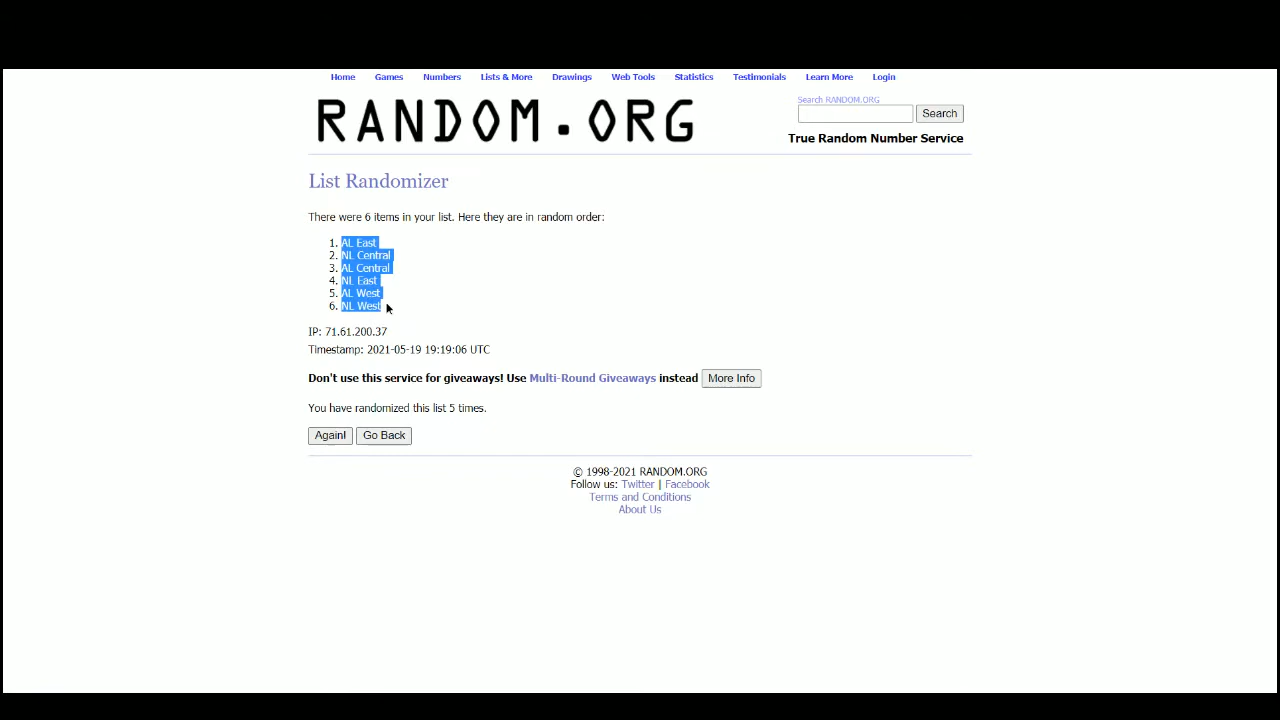 Home Games Numbers Lists & More Drawings Web Tools Statistics Testimonials Learn More Login
RANDOM.ORG
Search RANDOM.ORG
Search
True Random Number Service
List Randomizer
There were 6 items in your list. Here they are in random order:
1. AL East
2. NL Central
3. AL Central
4. NL East
5. AL West
6. NL West
IP: 71.61.200.37
Timestamp: 2021-05-19 19:19:06 UTC
Don't use this service for giveaways! Use Multi-Round Giveaways instead More Info
You have randomized this list 5 times.
Again! Go Back
© 1998-2021 RANDOM.ORG
Follow us: Twitter | Facebook
Terms and Conditions
About Us